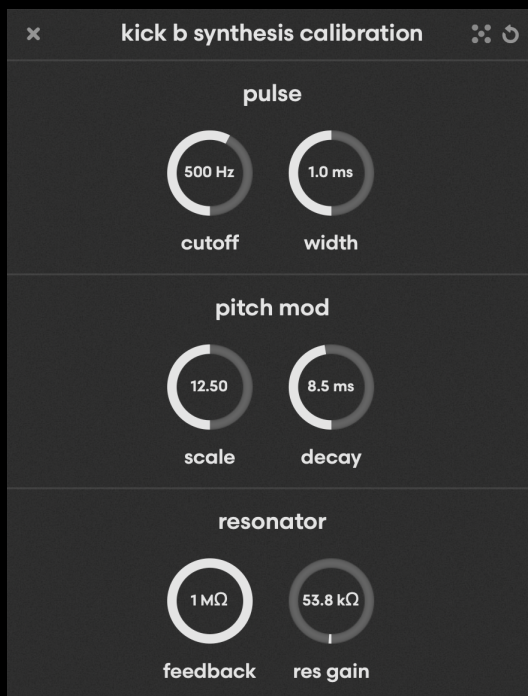 kick b synthesis calibration
pulse
500 Hz 1.0 ms
cutoff width
pitch mod
12.50 8.5 ms
scale decay
resonator
1 MΩ 53.8 kΩ
feedback res gain